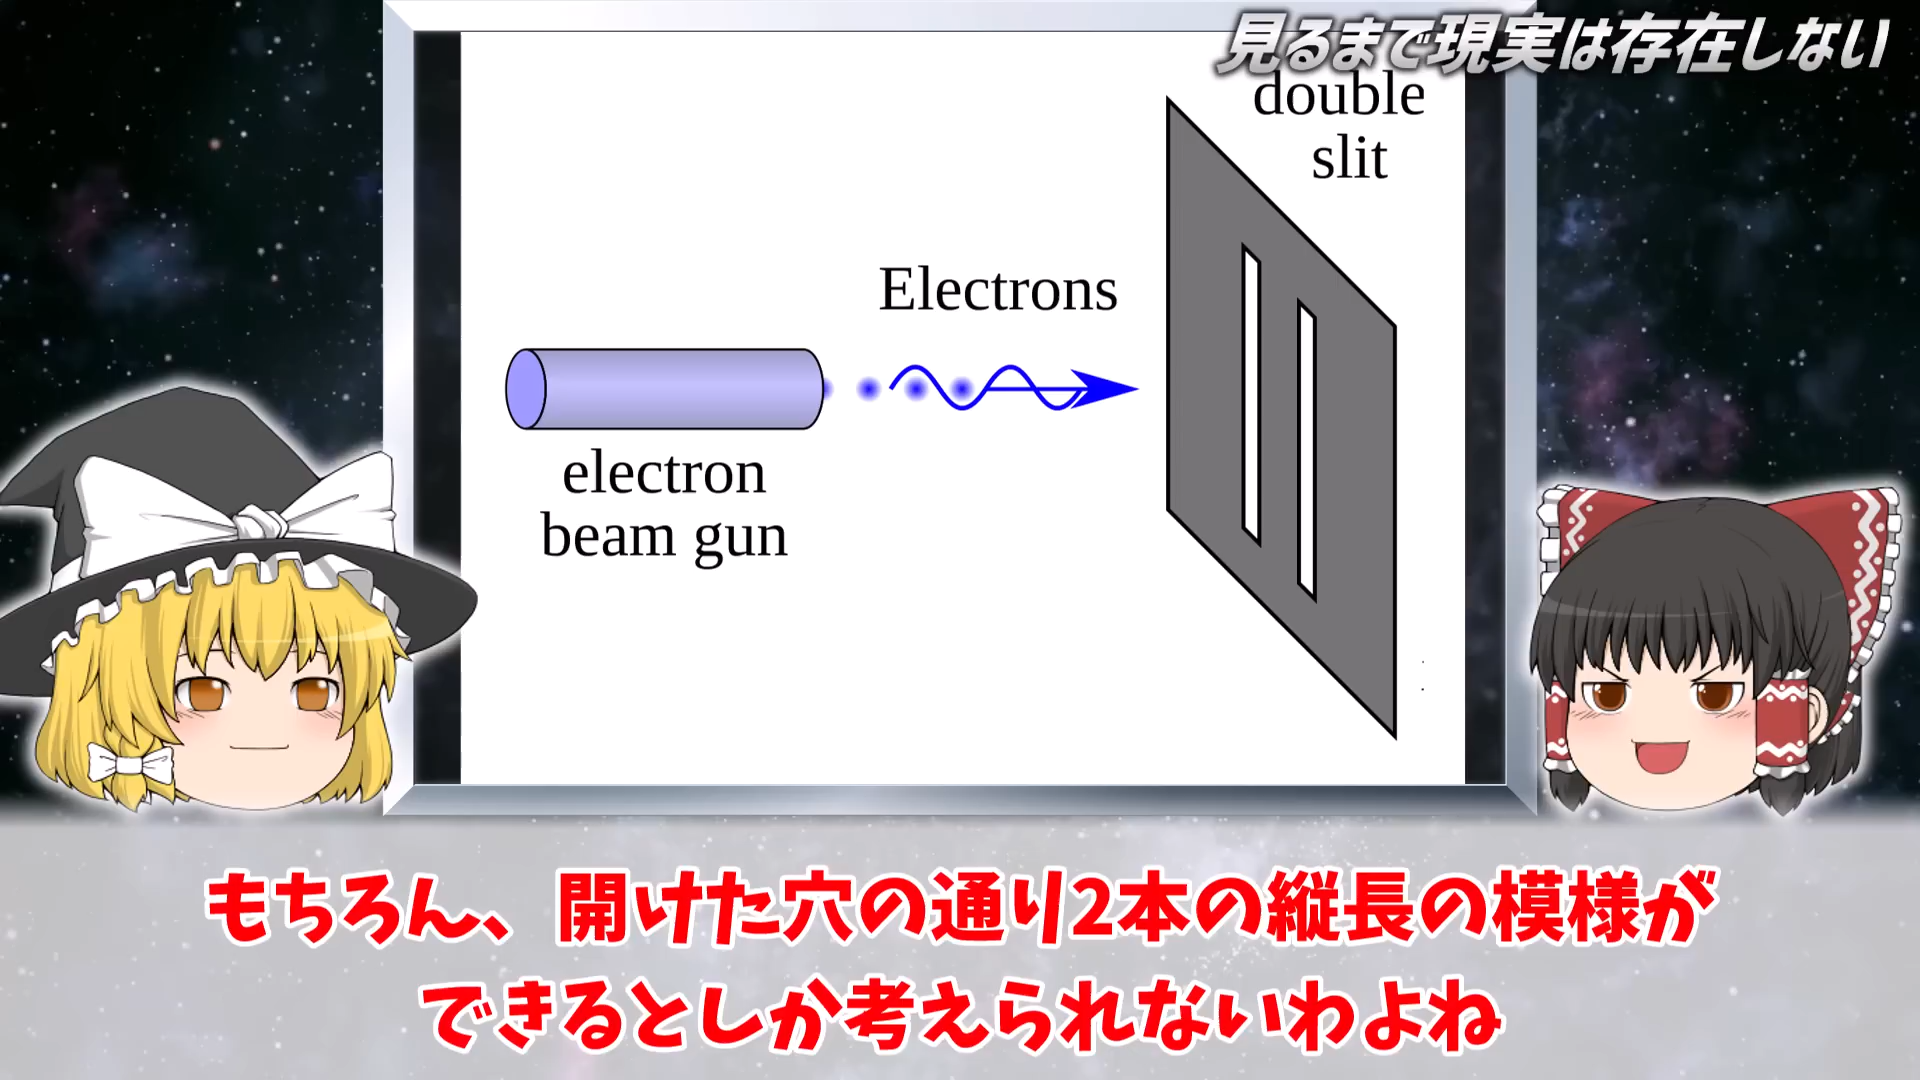 見るまで現実は存在しない
double
slit
Electrons
electron
beam gun
もちろん、開けた穴の通り2本の縦長の模様が
できるとしか考えられないわよね